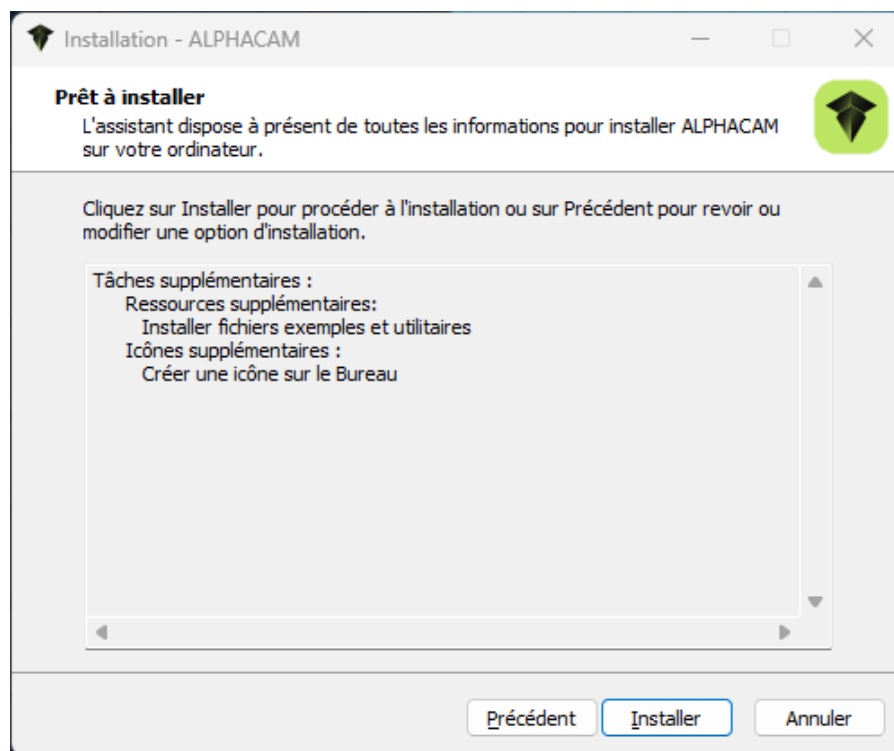 Installation - ALPHACAM
Prêt à installer
L'assistant dispose à présent de toutes les informations pour installer ALPHACAM
sur votre ordinateur.
Cliquez sur Installer pour procéder à l'installation ou sur Précédent pour revoir ou
modifier une option d'installation.
Tâches supplémentaires :
Ressources supplémentaires:
Installer fichiers exemples et utilitaires
Icônes supplémentaires :
Créer une icône sur le Bureau
Précédent Installer Annuler